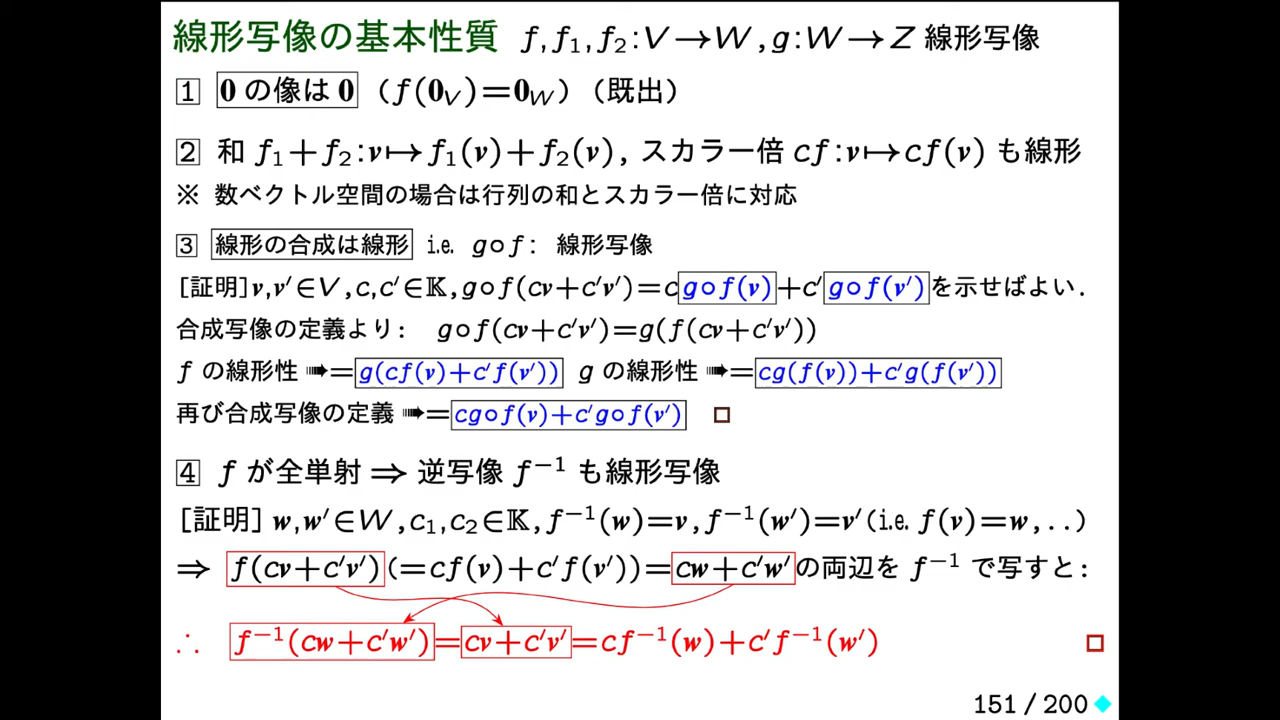 線形写像の基本性質 f,f₁,f₂:V→W,g:W→Z 線形写像
1 0 の像は 0 (f(0_V)=0_W) (既出)
2 和 f₁+f₂:v↦f₁(v)+f₂(v), スカラー倍 cf:v↦cf(v) も線形
※ 数ベクトル空間の場合は行列の和とスカラー倍に対応
3 線形の合成は線形 i.e. g∘f: 線形写像
[証明]v,v′∈V,c,c′∈𝕂,g∘f(cv+c′v′)=cg∘f(v)+c′g∘f(v′)を示せばよい.
合成写像の定義より: g∘f(cv+c′v′)=g(f(cv+c′v′))
f の線形性 ➠=g(cf(v)+c′f(v′)) g の線形性 ➠=cg(f(v))+c′g(f(v′))
再び合成写像の定義 ➠=cg∘f(v)+c′g∘f(v′) □
4 f が全単射 ⇒ 逆写像 f⁻¹ も線形写像
[証明] w,w′∈W,c₁,c₂∈𝕂,f⁻¹(w)=v,f⁻¹(w′)=v′(i.e. f(v)=w,..)
⇒ f(cv+c′v′)(=cf(v)+c′f(v′))=cw+c′w′の両辺を f⁻¹ で写すと:
∴ f⁻¹(cw+c′w′)=cv+c′v′=cf⁻¹(w)+c′f⁻¹(w′) □
151 / 200